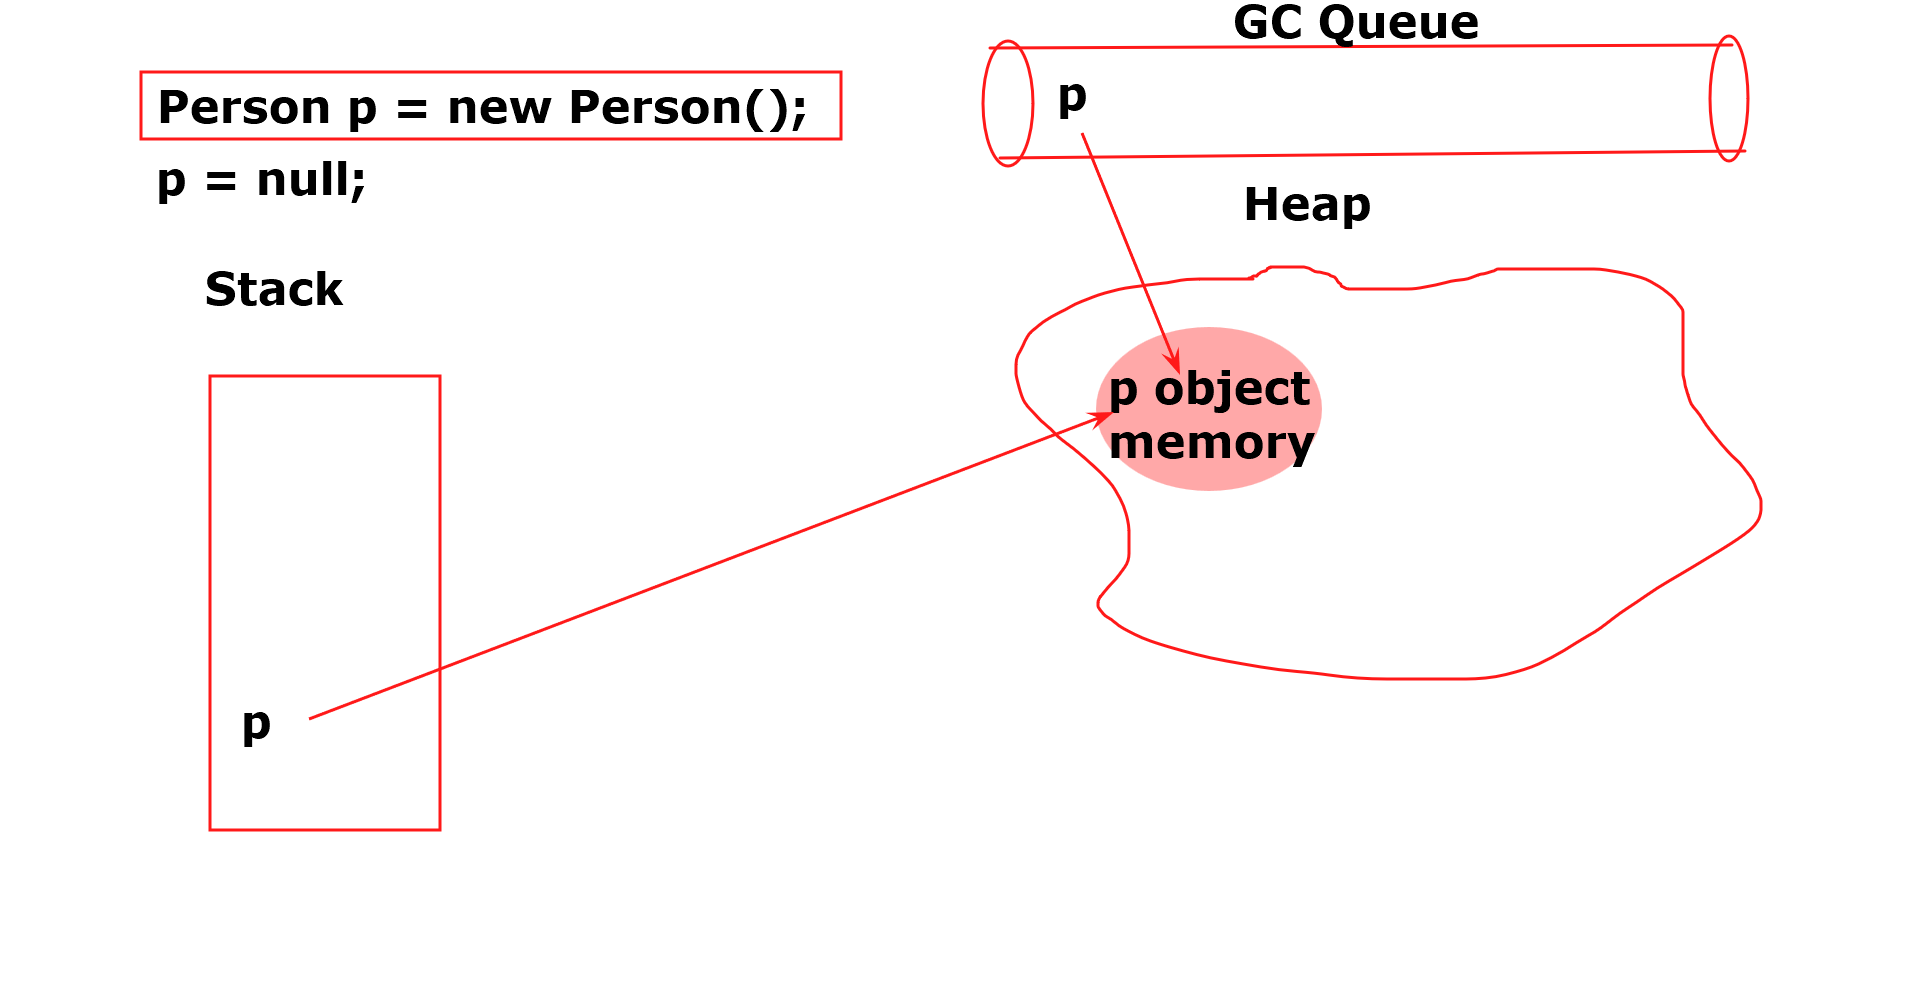 GC Queue
Person p = new Person();
p
p = null;
Heap
Stack
p object
memory
p